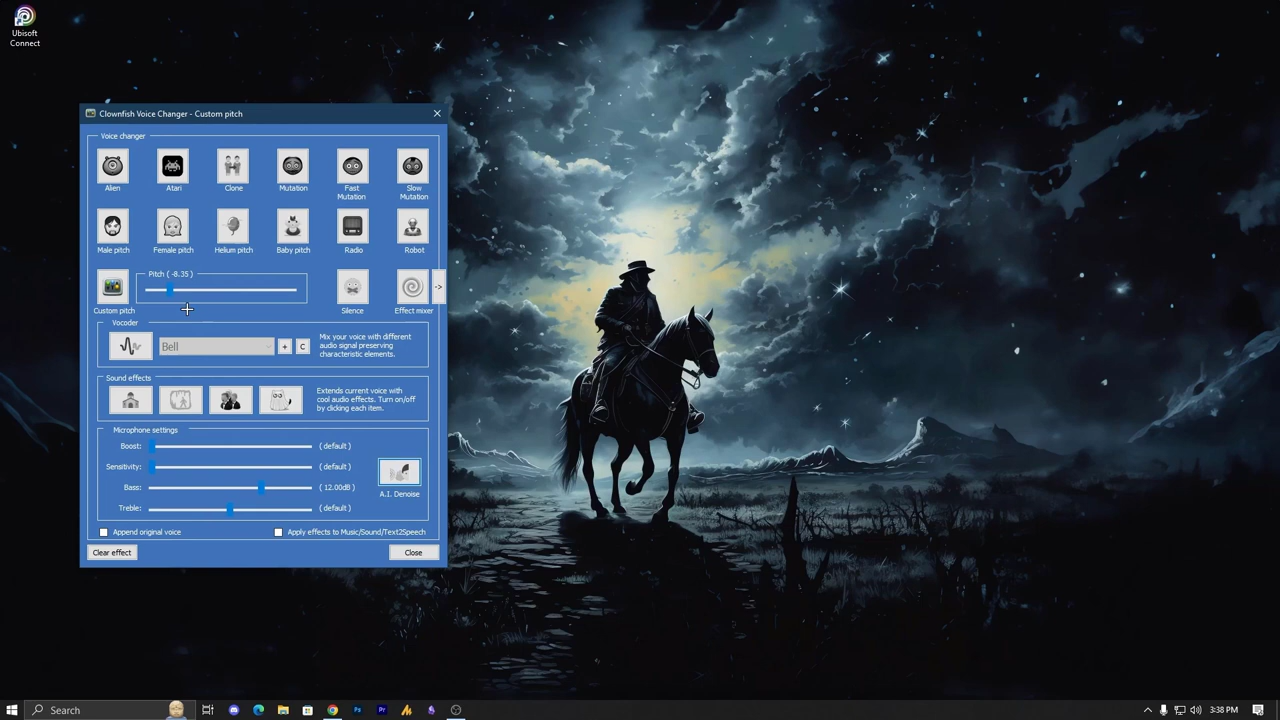 Ubisoft
Connect
Clownfish Voice Changer - Custom pitch
Voice changer
Alien
Atari
Clone
Mutation
Fast
Mutation
Slow
Mutation
Male pitch
Female pitch
Helium pitch
Baby pitch
Radio
Robot
Pitch ( -8.35 )
->
Custom pitch
Silence
Effect mixer
Vocoder
Bell
+
C
Mix your voice with different
audio signal preserving
characteristic elements.
Sound effects
Extends current voice with
cool audio effects. Turn on/off
by clicking each item.
Microphone settings
Boost:
( default )
Sensitivity:
( default )
Bass:
( 12.00dB )
Treble:
( default )
A.I. Denoise
Append original voice
Apply effects to Music/Sound/Text2Speech
Clear effect
Close
Search
Ps
Pr
3:38 PM